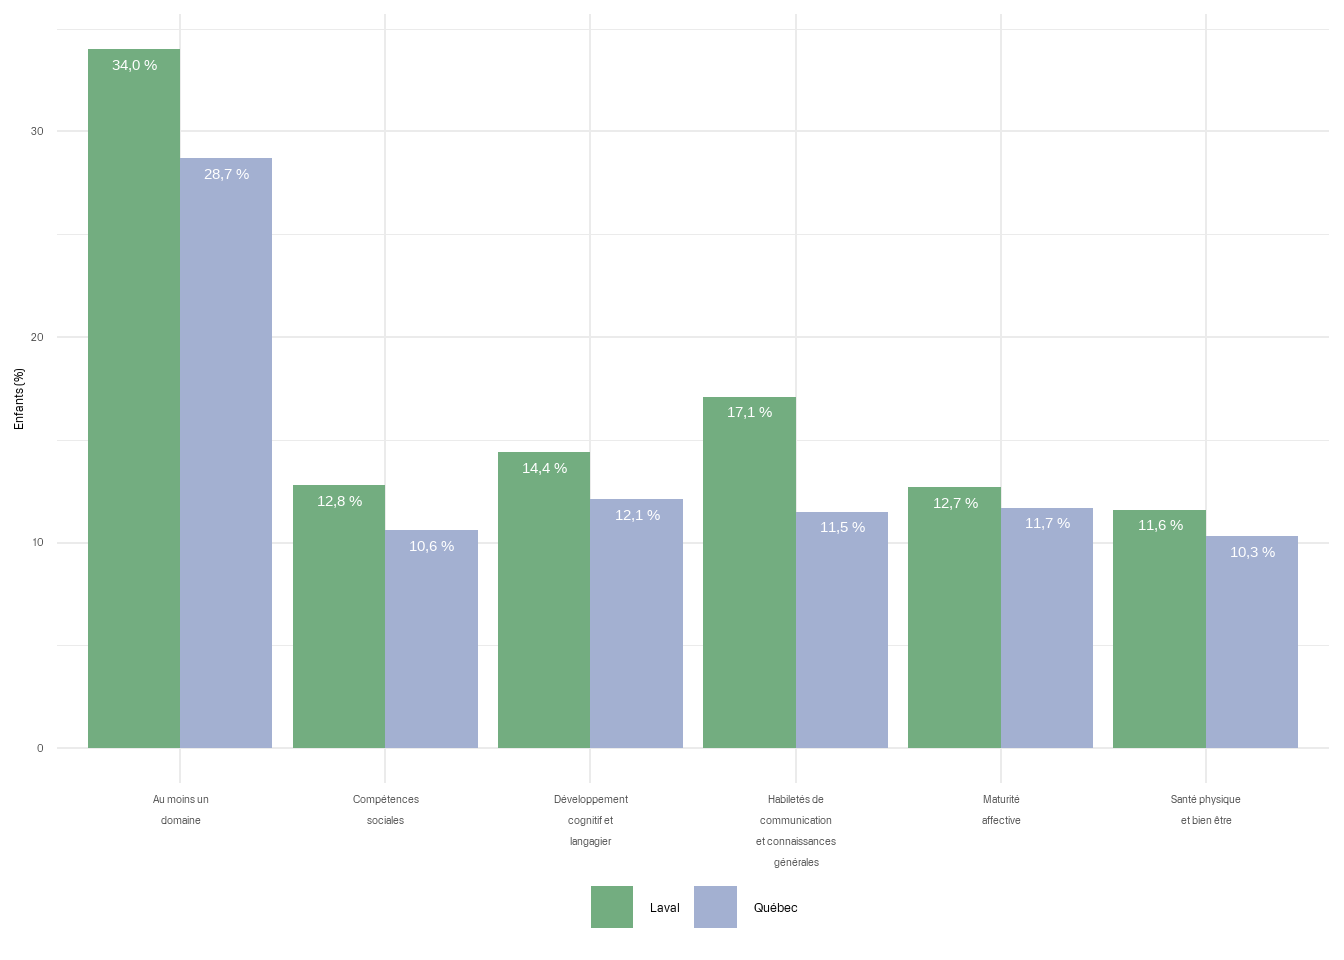 34,0 %
30
28,7 %
20
Enfants (%)
17,1 %
14,4 %
12,8 %
12,7 %
12,1 %
11,7 %
11,6 %
11,5 %
10,6 %
10,3 %
10
0
Au moins un
domaine
Compétences
sociales
Développement
cognitif et
langagier
Habiletés de
communication
et connaissances
générales
Maturité
affective
Santé physique
et bien être
Laval
Québec